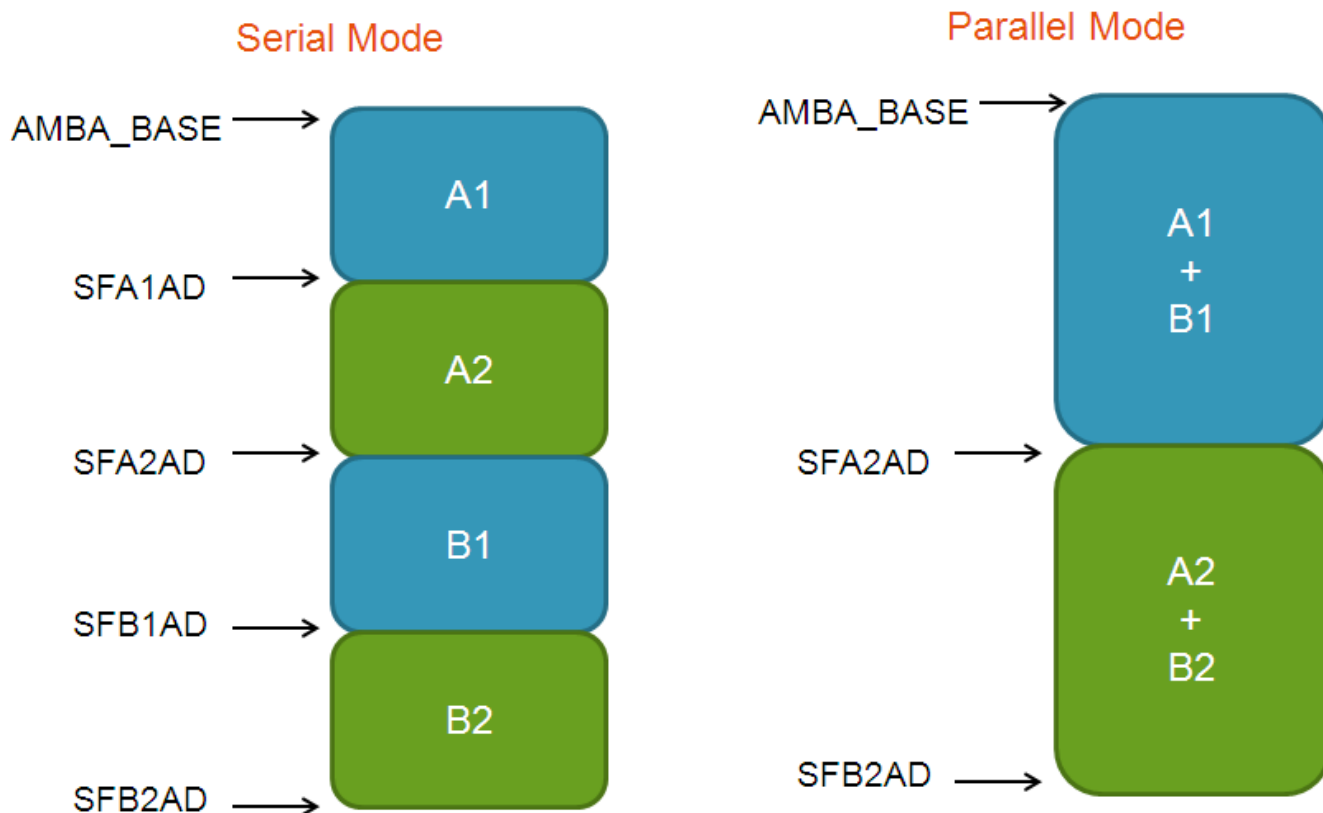 Serial Mode
AMBA_BASE
A1
SFA1AD
A2
SFA2AD
B1
SFB1AD
B2
SFB2AD
Parallel Mode
AMBA_BASE
A1
+
B1
SFA2AD
A2
+
B2
SFB2AD